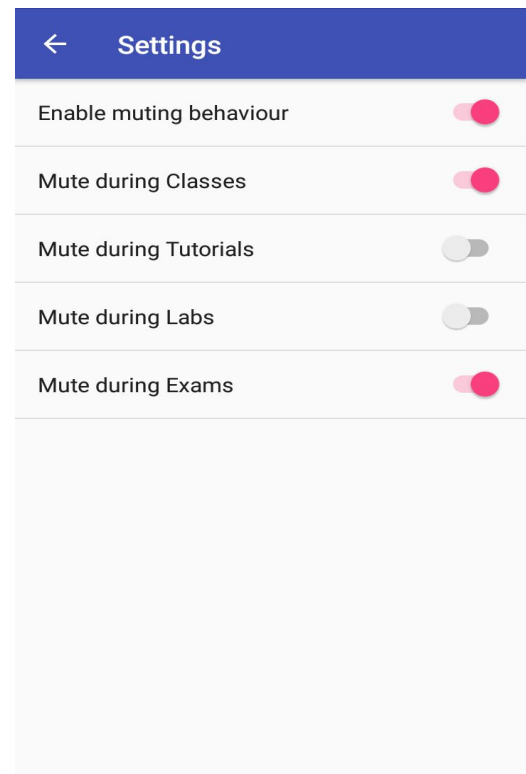 Settings
Enable muting behaviour
Mute during Classes
Mute during Tutorials
Mute during Labs
Mute during Exams